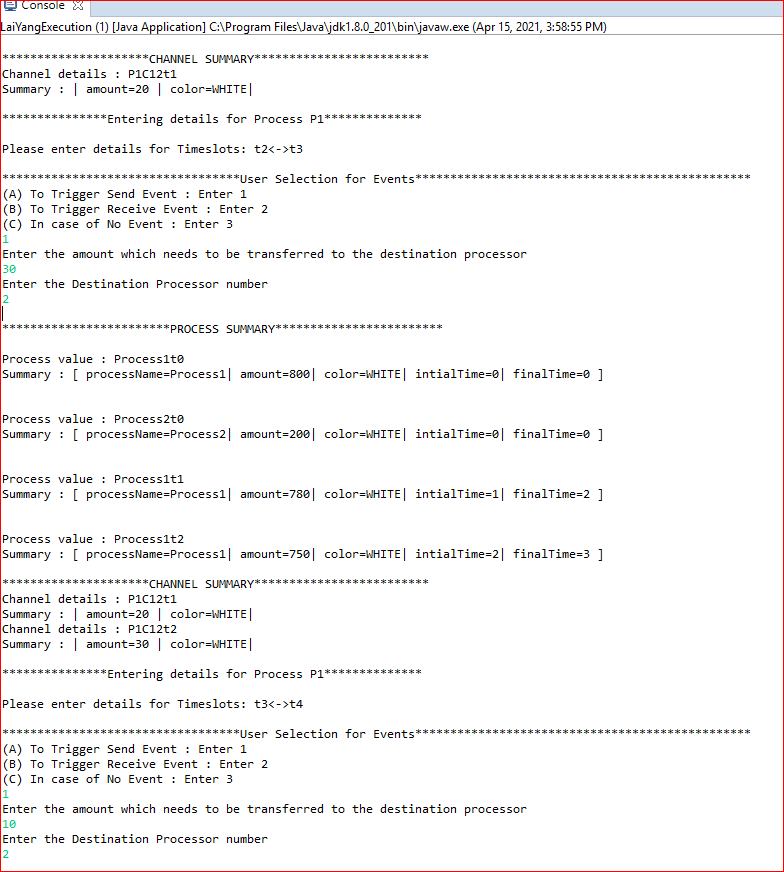 Console
LaiYangExecution (1) [Java Application] C:\Program Files\Java\jdk1.8.0_201\bin\javaw.exe (Apr 15, 2021, 3:58:55 PM)
*********************CHANNEL SUMMARY*************************
Channel details : P1C12t1
Summary : | amount=20 | color=WHITE|
***************Entering details for Process P1**************
Please enter details for Timeslots: t2<->t3
**********************************User Selection for Events************************************************
(A) To Trigger Send Event : Enter 1
(B) To Trigger Receive Event : Enter 2
(C) In case of No Event : Enter 3
1
Enter the amount which needs to be transferred to the destination processor
30
Enter the Destination Processor number
2
************************PROCESS SUMMARY************************
Process value : Process1t0
Summary : [ processName=Process1| amount=800| color=WHITE| intialTime=0| finalTime=0 ]
Process value : Process2t0
Summary : [ processName=Process2| amount=200| color=WHITE| intialTime=0| finalTime=0 ]
Process value : Process1t1
Summary : [ processName=Process1| amount=780| color=WHITE| intialTime=1| finalTime=2 ]
Process value : Process1t2
Summary : [ processName=Process1| amount=750| color=WHITE| intialTime=2| finalTime=3 ]
*********************CHANNEL SUMMARY*************************
Channel details : P1C12t1
Summary : | amount=20 | color=WHITE|
Channel details : P1C12t2
Summary : | amount=30 | color=WHITE|
***************Entering details for Process P1**************
Please enter details for Timeslots: t3<->t4
**********************************User Selection for Events************************************************
(A) To Trigger Send Event : Enter 1
(B) To Trigger Receive Event : Enter 2
(C) In case of No Event : Enter 3
1
Enter the amount which needs to be transferred to the destination processor
10
Enter the Destination Processor number
2